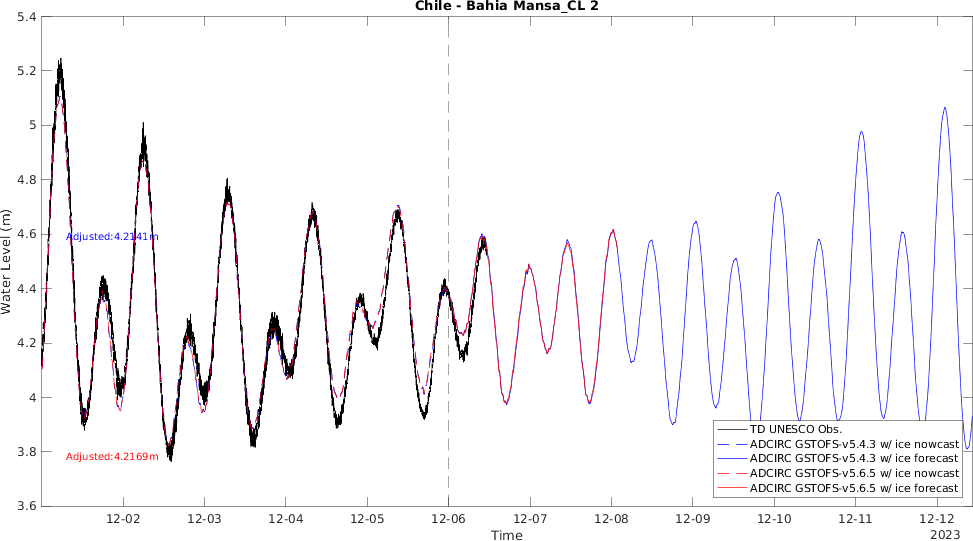 Chile - Bahia Mansa_CL 2
Water Level (m)
5.4
5.2
5
4.8
4.6
4.4
4.2
4
3.8
3.6
Adjusted:4.2141m
Adjusted:4.2169m
TD UNESCO Obs.
ADCIRC GSTOFS-v5.4.3 w/ ice nowcast
ADCIRC GSTOFS-v5.4.3 w/ ice forecast
ADCIRC GSTOFS-v5.6.5 w/ ice nowcast
ADCIRC GSTOFS-v5.6.5 w/ ice forecast
12-02 12-03 12-04 12-05 12-06 12-07 12-08 12-09 12-10 12-11 12-12
Time
2023